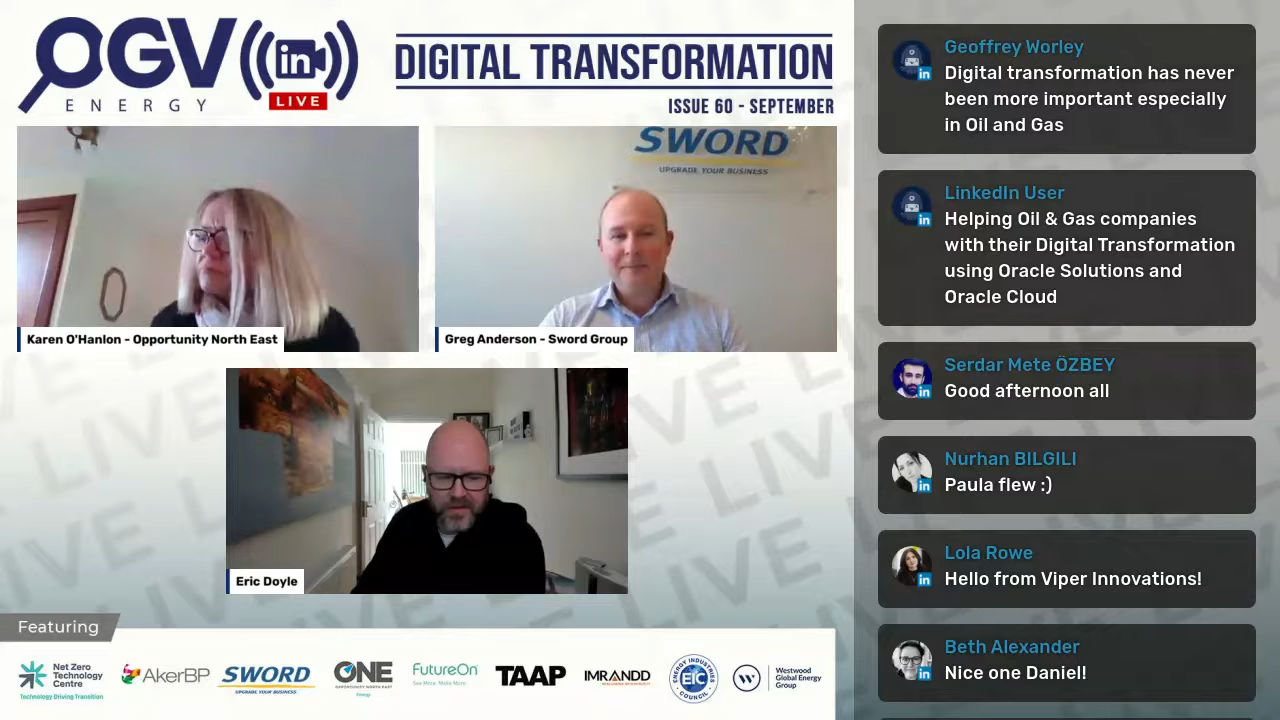 OGV
ENERGY
in
LIVE
DIGITAL TRANSFORMATION
ISSUE 60 - SEPTEMBER
SWORD
UPGRADE YOUR BUSINESS
Karen O'Hanlon - Opportunity North East
Greg Anderson - Sword Group
Eric Doyle
Featuring
Net Zero
Technology
Centre
Technology Driving Transition
AkerBP
SWORD
UPGRADE YOUR BUSINESS
ONE
OPPORTUNITY NORTH EAST
Energy
FutureOn
See More. Make More.
TAAP
IMRANDD
ENERGY INDUSTRIES
EIC
COUNCIL
Westwood
Global Energy
Group
Geoffrey Worley
Digital transformation has never
been more important especially
in Oil and Gas
LinkedIn User
Helping Oil & Gas companies
with their Digital Transformation
using Oracle Solutions and
Oracle Cloud
Serdar Mete ÖZBEY
Good afternoon all
Nurhan BILGILI
Paula flew :)
Lola Rowe
Hello from Viper Innovations!
Beth Alexander
Nice one Daniel!